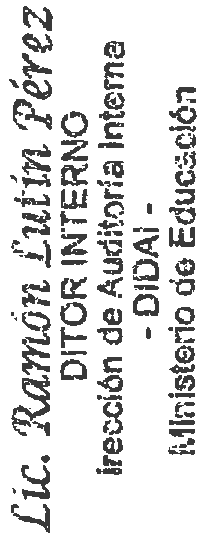 Lic. Ramón Lutín Pérez
DITOR INTERNO
irección de Auditoría Interna
- DIDAI -
Ministerio de Educación